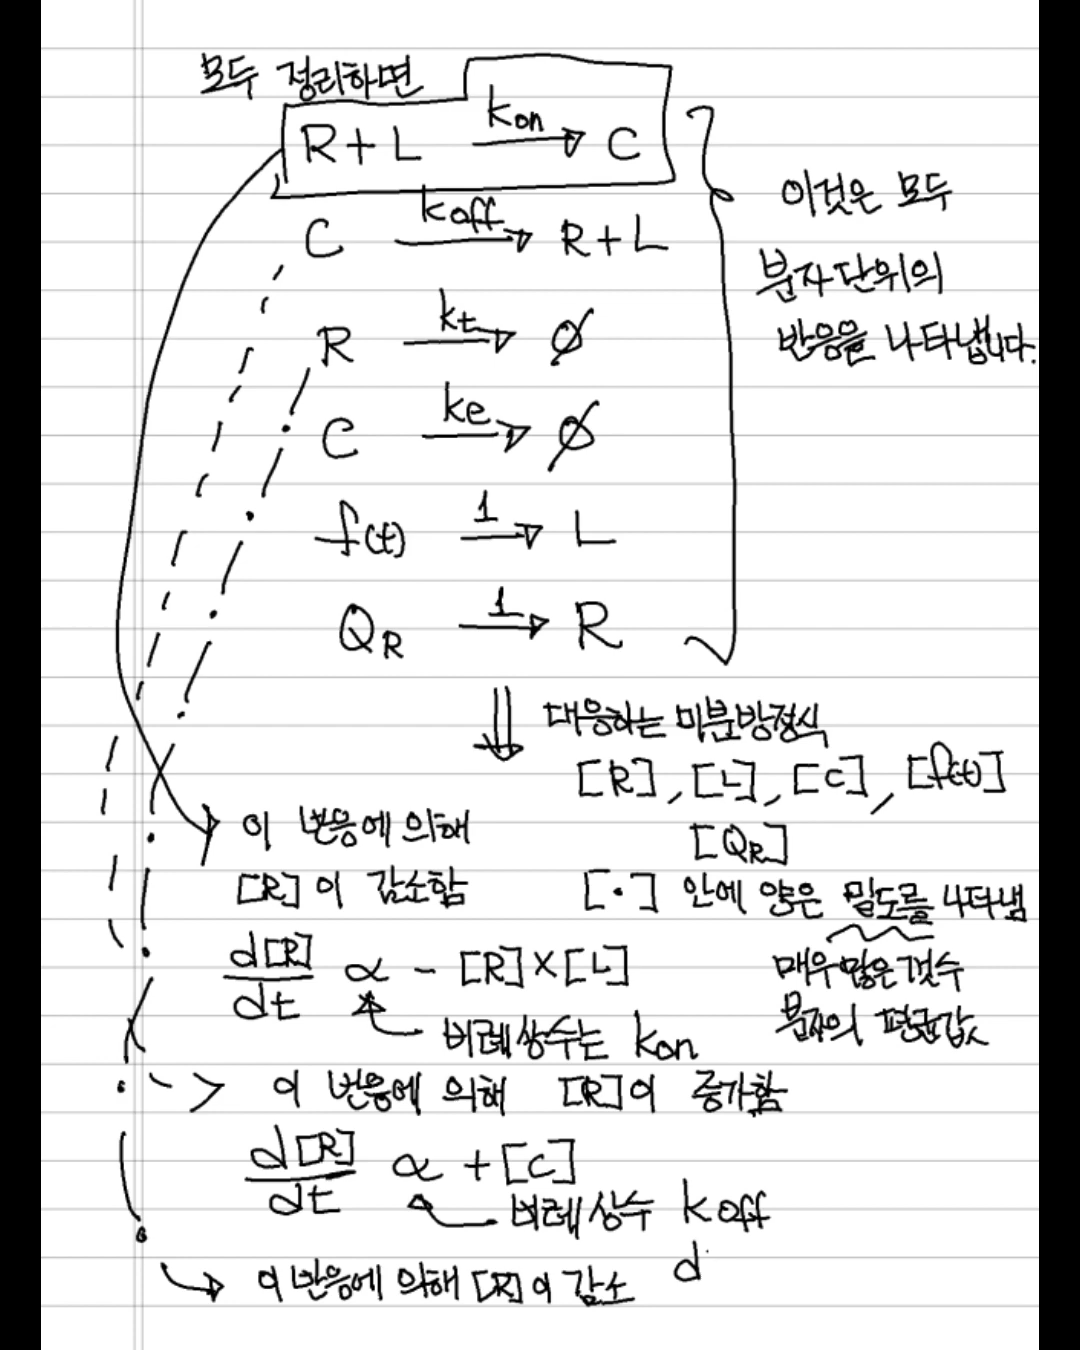 모두 정리하면
R + L kon → C
C koff → R + L
R kt → ∅
C ke → ∅
f(t) 1 → L
QR 1 → R
이것은 모두
분자단위의
반응을 나타냅니다.
⇓ 대응하는 미분방정식
[R], [L], [C], [f(t)]
[QR]
[·] 안에 양은 밀도를 나타냄
매우많은 갯수
분자의 평균값
이 반응에 의해
[R]이 감소함
d[R]/dt ∝ - [R]×[L]
비례상수는 kon
이 반응에 의해 [R]이 증가함
d[R]/dt ∝ + [C]
비례상수 koff
이 반응에 의해 [R]이 감소 d